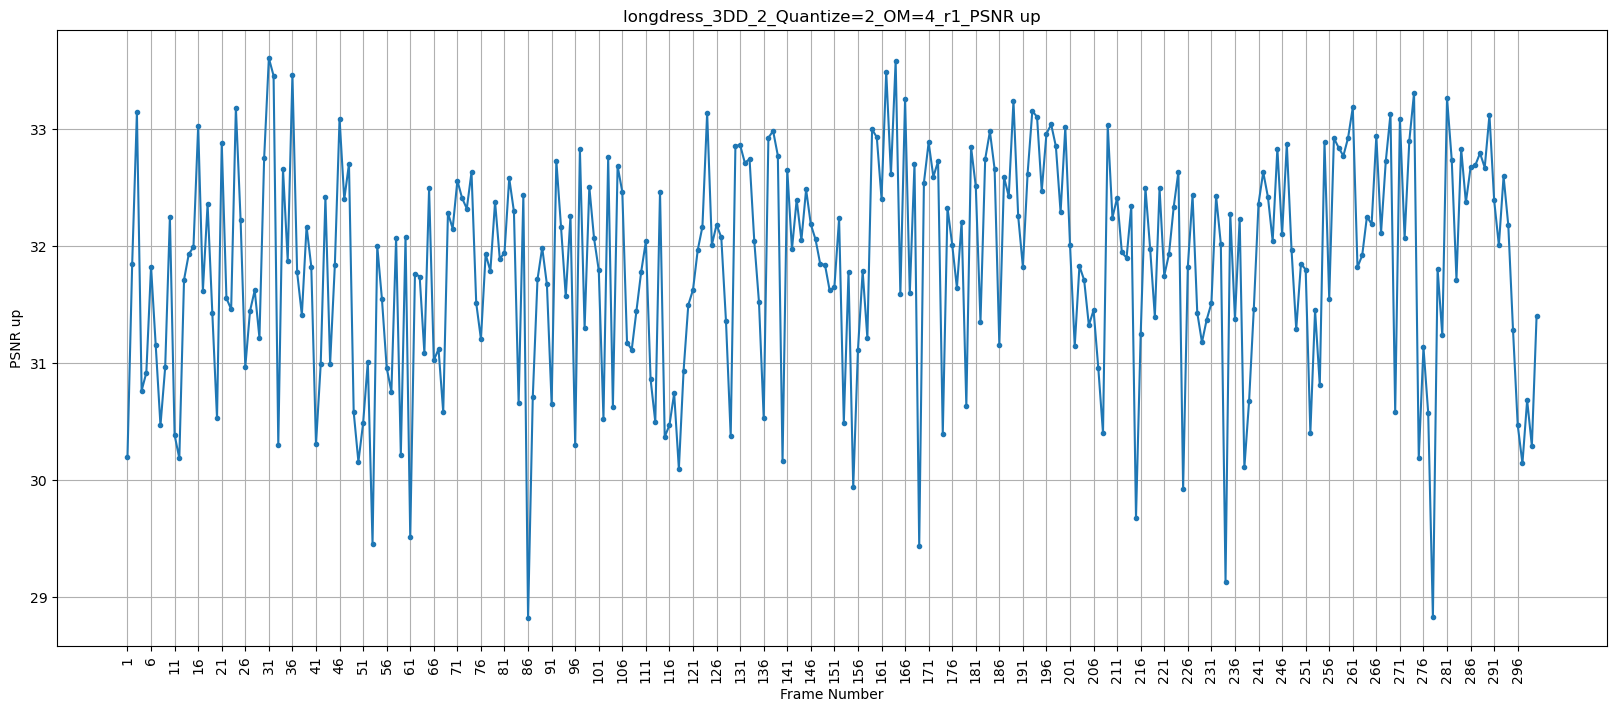 longdress_3DD_2_Quantize=2_OM=4_r1_PSNR up
PSNR up
33
32
31
30
29
1 6 11 16 21 26 31 36 41 46 51 56 61 66 71 76 81 86 91 96 101 106 111 116 121 126 131 136 141 146 151 156 161 166 171 176 181 186 191 196 201 206 211 216 221 226 231 236 241 246 251 256 261 266 271 276 281 286 291 296
Frame Number